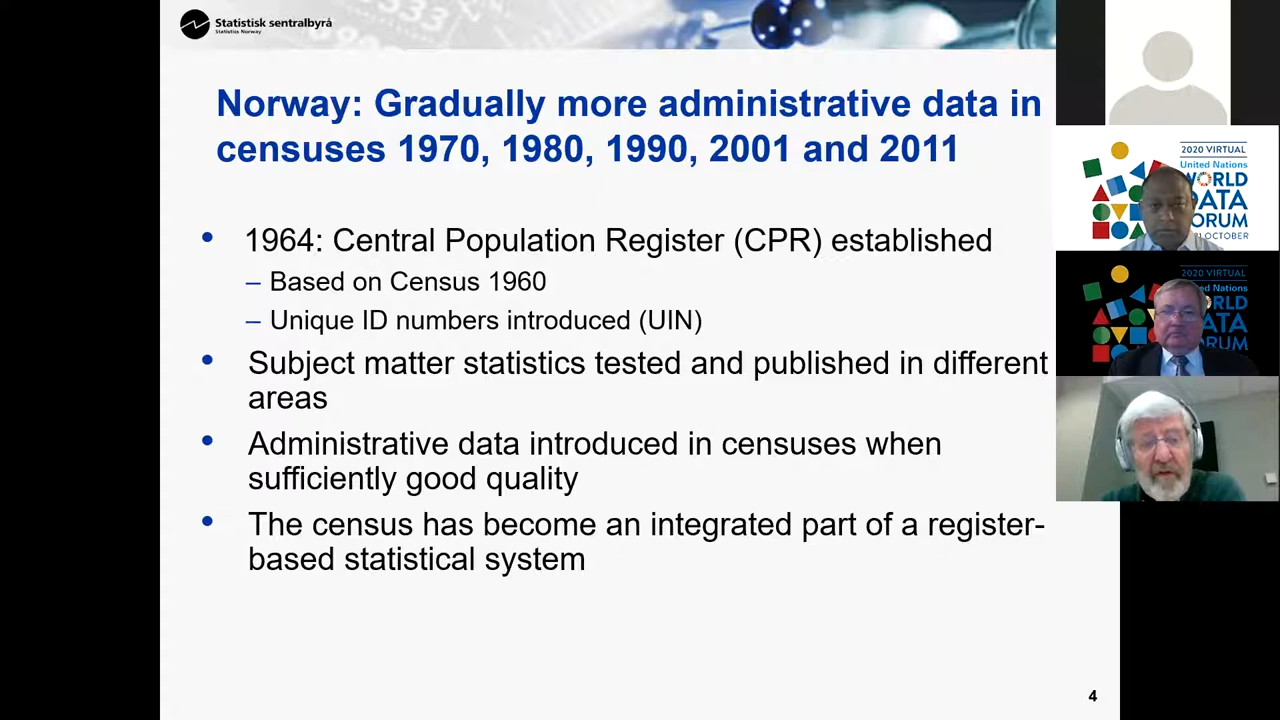 Statistisk sentralbyrå
Statistics Norway
Norway: Gradually more administrative data in
censuses 1970, 1980, 1990, 2001 and 2011
• 1964: Central Population Register (CPR) established
– Based on Census 1960
– Unique ID numbers introduced (UIN)
• Subject matter statistics tested and published in different
areas
• Administrative data introduced in censuses when
sufficiently good quality
• The census has become an integrated part of a register-
based statistical system
4
2020 VIRTUAL
United Nations
WORLD
DATA
FORUM
OCTOBER
2020 VIRTUAL
Nations